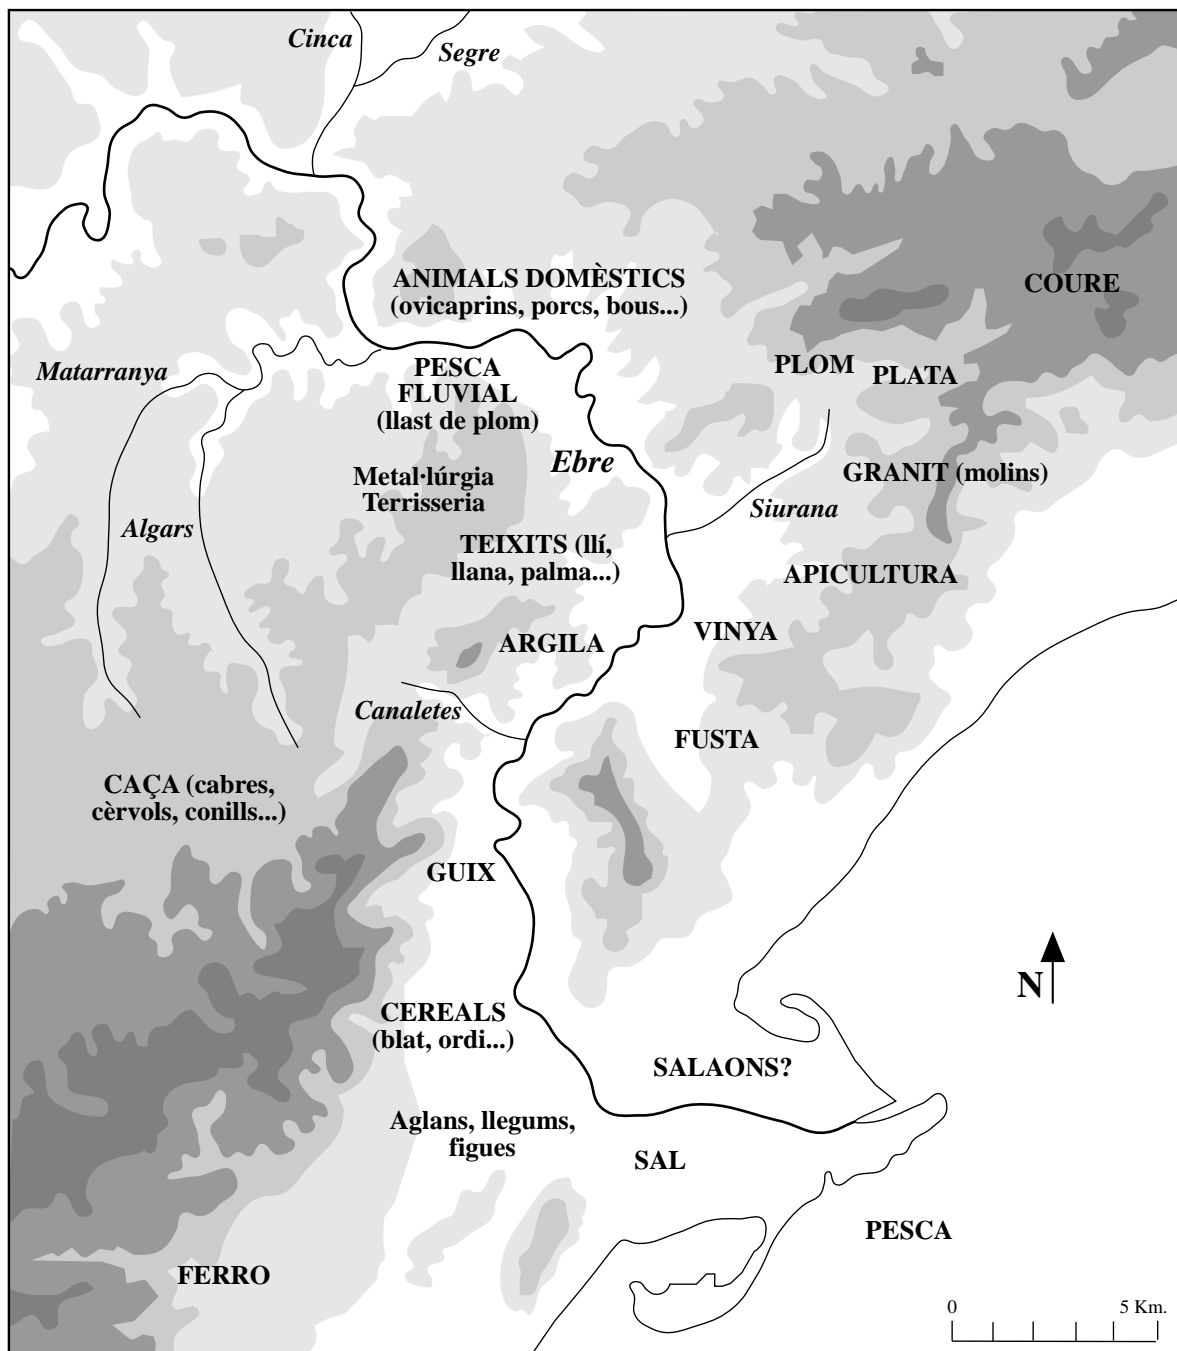 Cinca
Segre
ANIMALS DOMÈSTICS
(ovicaprins, porcs, bous...)
COURE
Matarranya
PESCA
FLUVIAL
(llast de plom)
PLOM
PLATA
Ebre
Metal·lúrgia
Terrisseria
GRANIT (molins)
Siurana
Algars
TEIXITS (llí,
llana, palma...)
APICULTURA
ARGILA
VINYA
Canaletes
FUSTA
CAÇA (cabres,
cèrvols, conills...)
GUIX
N
CEREALS
(blat, ordi...)
SALAONS?
Aglans, llegums,
figues
SAL
PESCA
FERRO
0 5 Km.